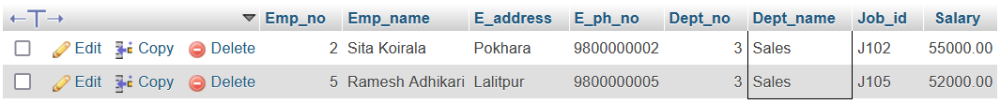 Emp_no Emp_name E_address E_ph_no Dept_no Dept_name Job_id Salary
Edit Copy Delete 2 Sita Koirala Pokhara 9800000002 3 Sales J102 55000.00
Edit Copy Delete 5 Ramesh Adhikari Lalitpur 9800000005 3 Sales J105 52000.00